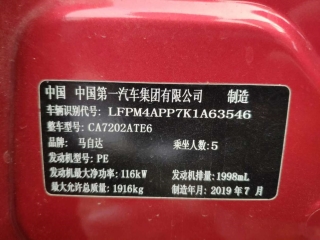 中国 中国第一汽车集团有限公司 制造
车辆识别代号: LFPM4APP7K1A63546
整车型号: CA7202ATE6
品牌: 马自达 乘坐人数: 5
发动机型号: PE
发动机最大净功率: 116kW 发动机排量: 1998mL
最大允许总质量: 1916kg 制造年月: 2019年7月